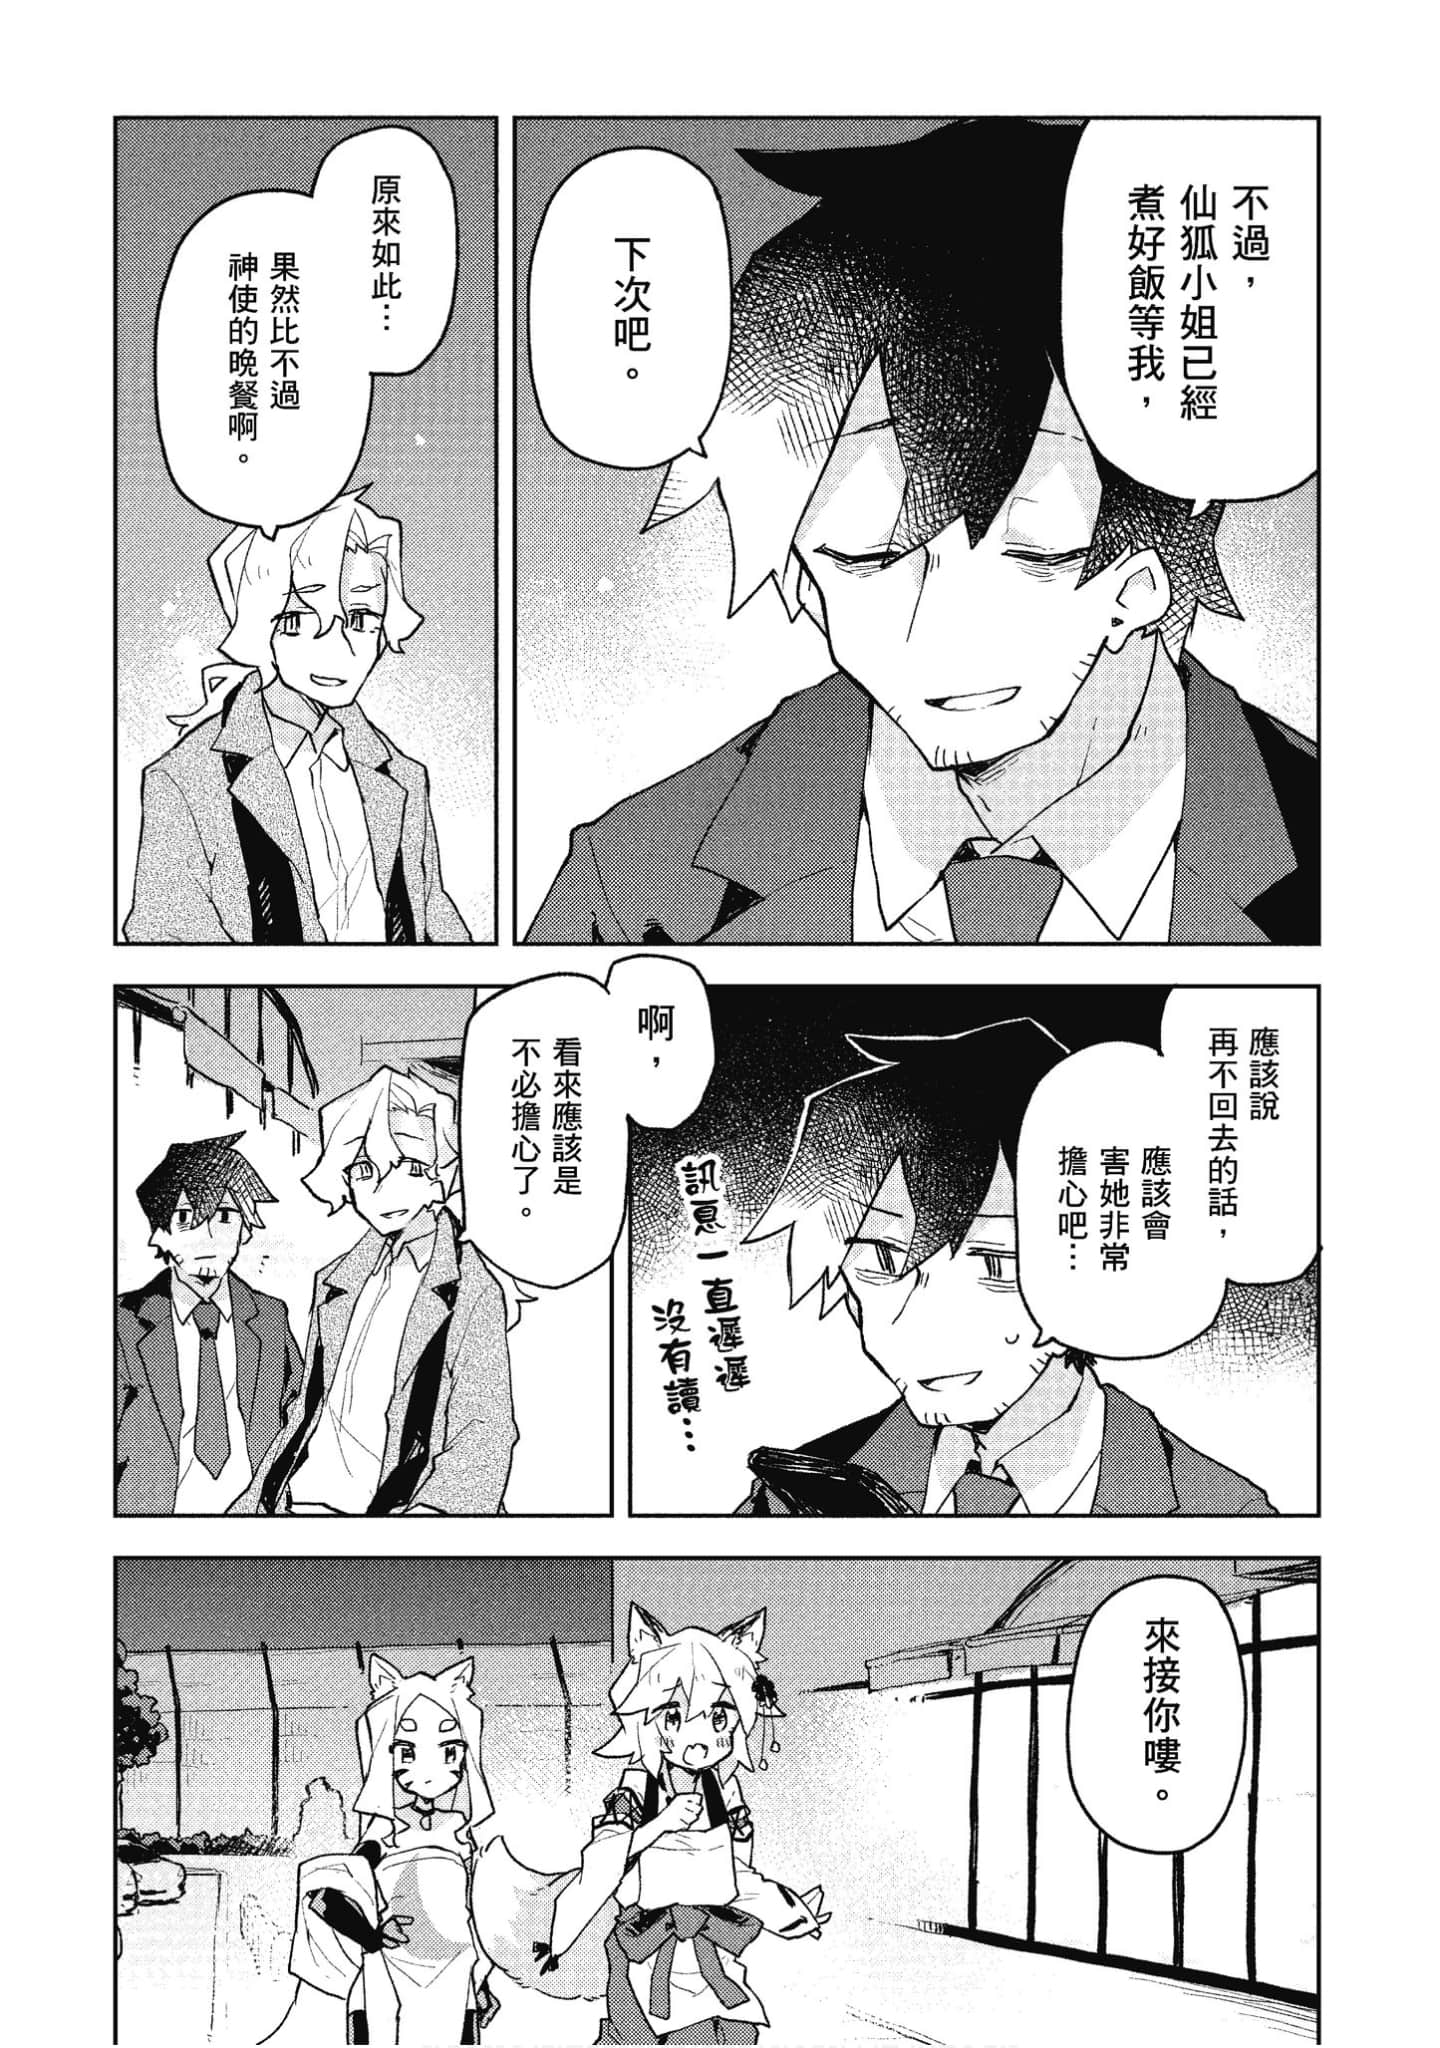 不過，
仙狐小姐已經
煮好飯等我，
下次吧。
原來如此…
果然比不過
神使的晚餐啊。
應該說
再不回去的話，
應該會
害她非常
擔心吧…
訊息一直遲遲
沒有讀…
啊，
看來應該是
不必擔心了。
來接你嘍。